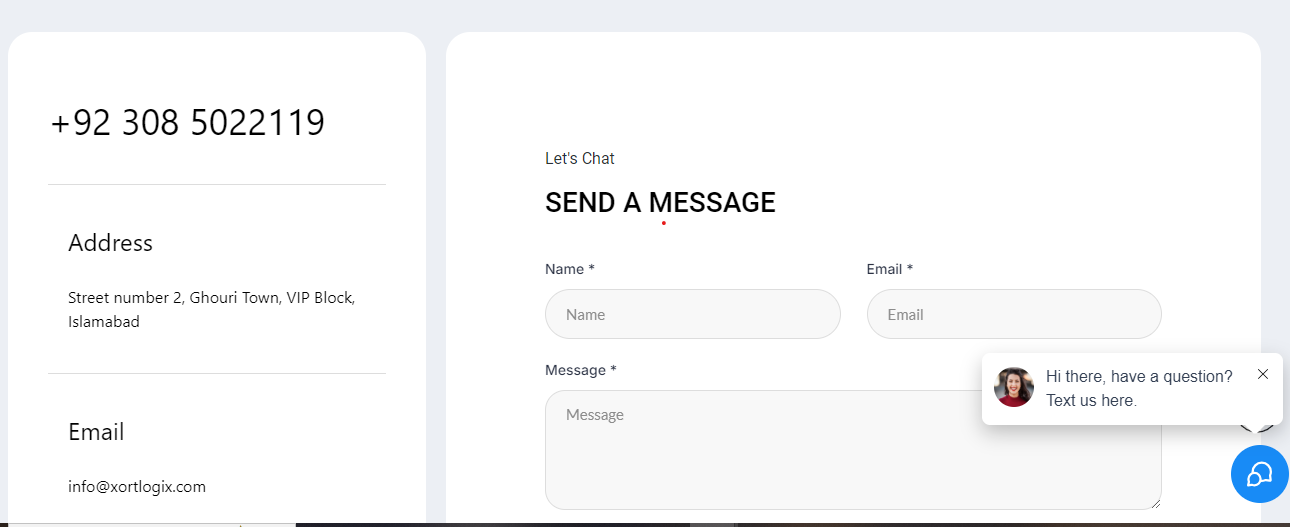 +92 308 5022119
Address
Street number 2, Ghouri Town, VIP Block,
Islamabad
Email
info@xortlogix.com
Let's Chat
SEND A MESSAGE
Name *
Email *
Name
Email
Message *
Message
Hi there, have a question?
Text us here.